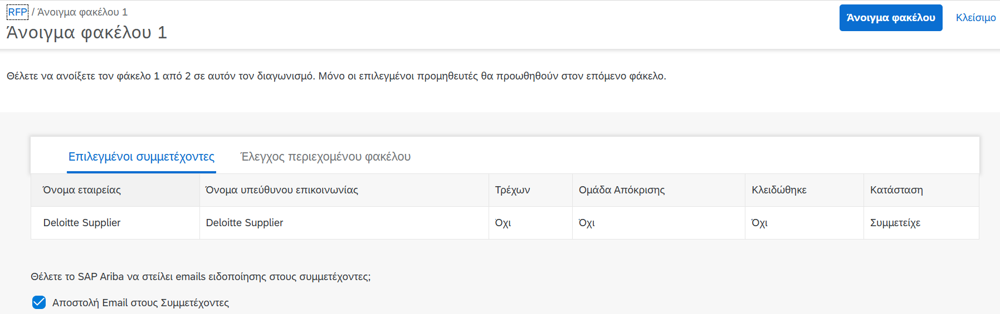 RFP / Άνοιγμα φακέλου 1
Άνοιγμα φακέλου 1
Άνοιγμα φακέλου
Κλείσιμο
Θέλετε να ανοίξετε τον φάκελο 1 από 2 σε αυτόν τον διαγωνισμό. Μόνο οι επιλεγμένοι προμηθευτές θα προωθηθούν στον επόμενο φάκελο.
Επιλεγμένοι συμμετέχοντες Έλεγχος περιεχομένου φακέλου
Όνομα εταιρείας Όνομα υπεύθυνου επικοινωνίας Τρέχων Ομάδα Απόκρισης Κλειδώθηκε Κατάσταση
Deloitte Supplier Deloitte Supplier Όχι Όχι Όχι Συμμετείχε
Θέλετε το SAP Ariba να στείλει emails ειδοποίησης στους συμμετέχοντες;
Αποστολή Email στους Συμμετέχοντες